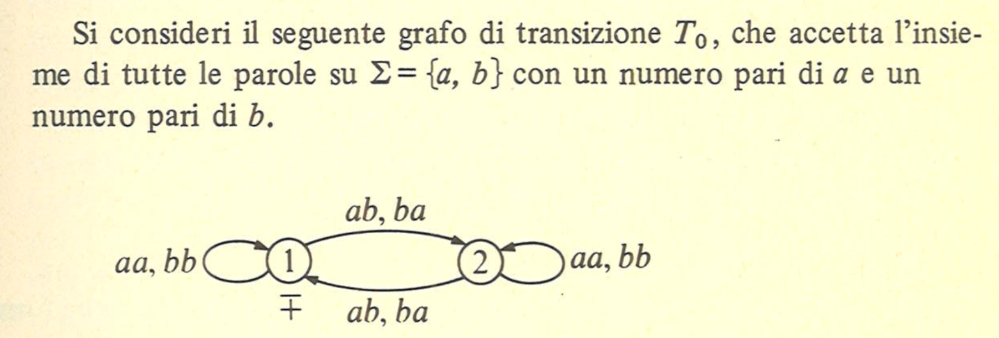 Si consideri il seguente grafo di transizione T₀, che accetta l'insie-
me di tutte le parole su Σ= {a, b} con un numero pari di a e un
numero pari di b.
ab, ba
aa, bb 1 2 aa, bb
∓ ab, ba